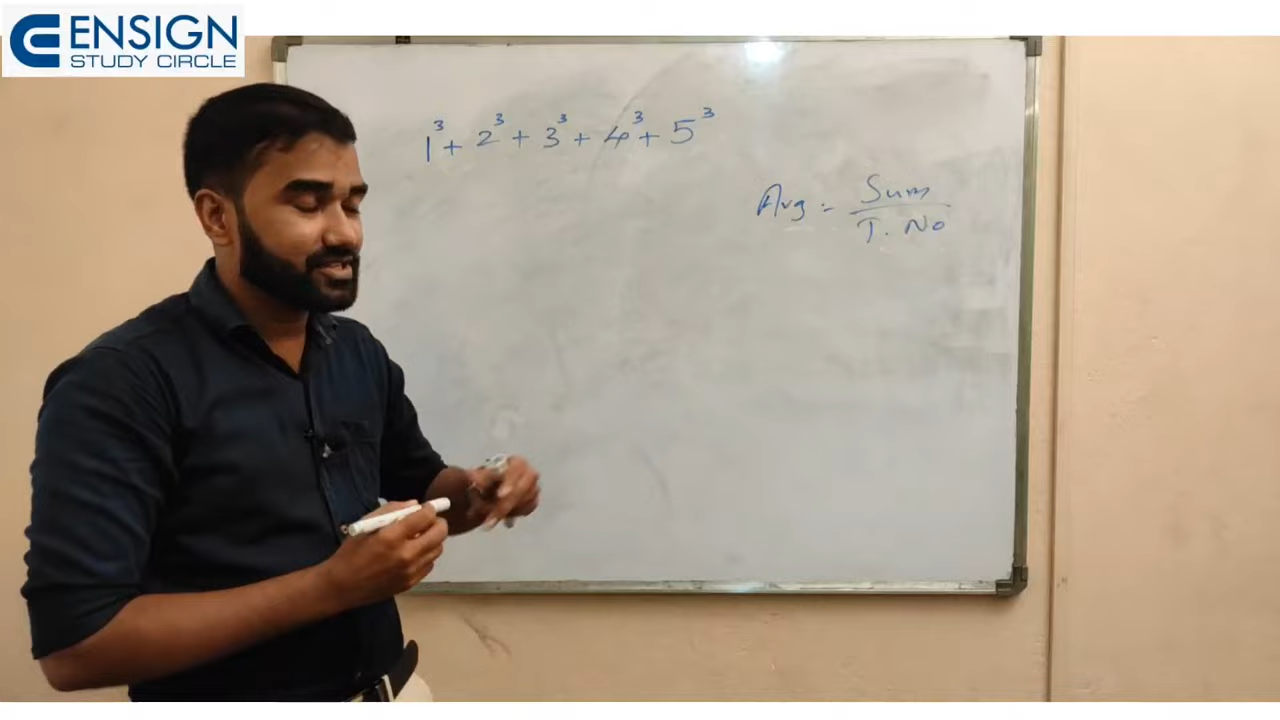 ENSIGN
STUDY CIRCLE
1³ + 2³ + 3³ + 4³ + 5³
Avg = Sum / T. No